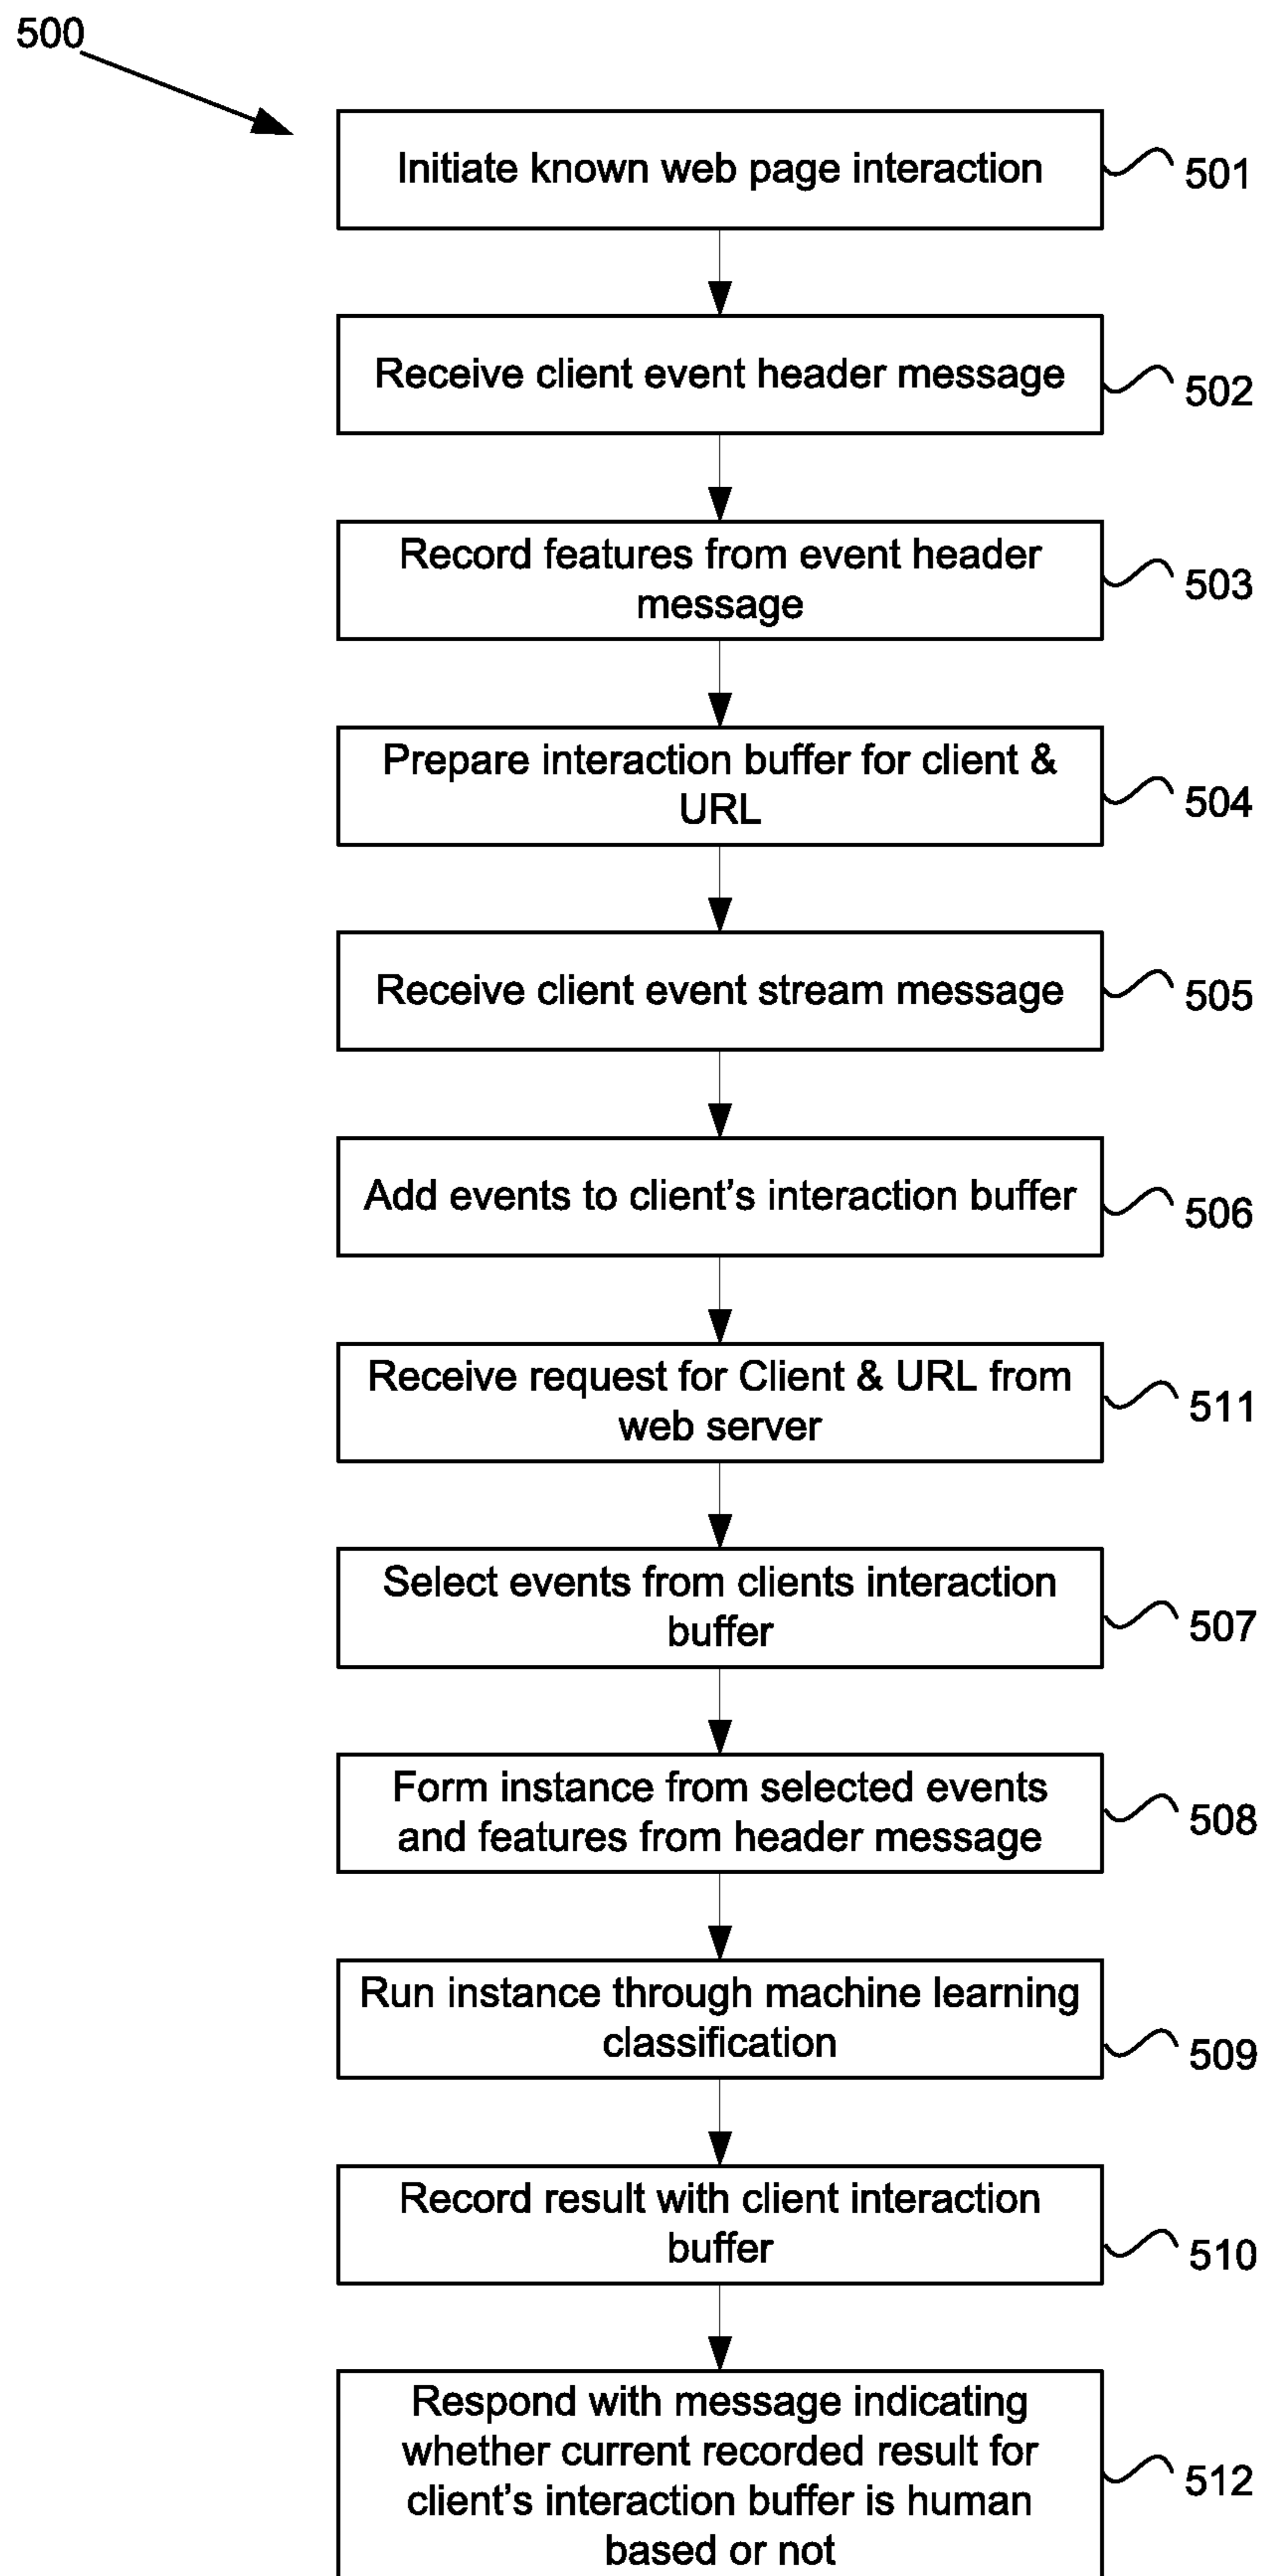 500
Initiate known web page interaction
501
Receive client event header message
502
Record features from event header
message
503
Prepare interaction buffer for client &
URL
504
Receive client event stream message
505
Add events to client’s interaction buffer
506
Receive request for Client & URL from
web server
511
Select events from clients interaction
buffer
507
Form instance from selected events
and features from header message
508
Run instance through machine learning
classification
509
Record result with client interaction
buffer
510
Respond with message indicating
whether current recorded result for
client’s interaction buffer is human
based or not
512